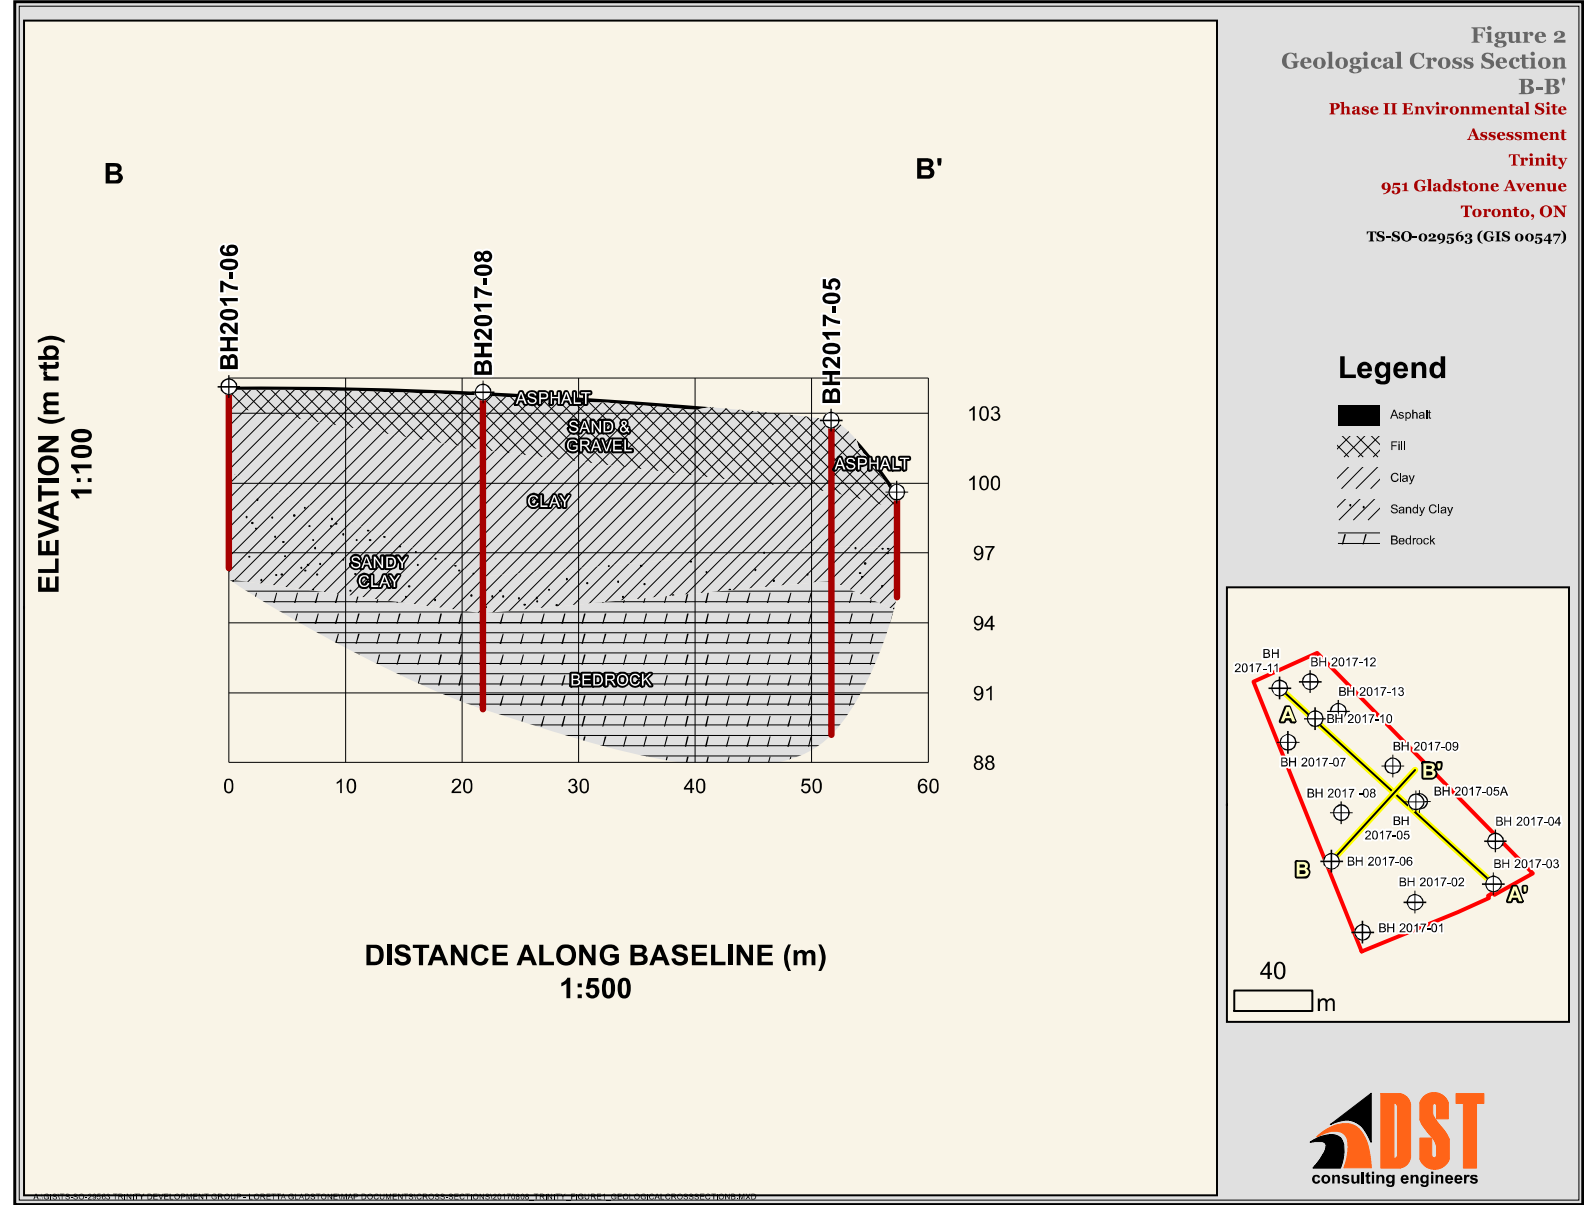 Figure 2
Geological Cross Section
B-B'
Phase II Environmental Site
Assessment
Trinity
951 Gladstone Avenue
Toronto, ON
TS-SO-029563 (GIS 00547)
B
B'
BH2017-06
BH2017-08
BH2017-05
ELEVATION (m rtb)
1:100
ASPHALT
SAND &
GRAVEL
ASPHALT
CLAY
SANDY
CLAY
BEDROCK
103
100
97
94
91
88
0
10
20
30
40
50
60
DISTANCE ALONG BASELINE (m)
1:500
Legend
Asphalt
Fill
Clay
Sandy Clay
Bedrock
BH
2017-11
BH 2017-12
BH 2017-13
A
BH 2017-10
BH 2017-09
BH 2017-07
B'
BH 2017 -08
BH 2017-05A
BH
2017-05
BH 2017-04
B
BH 2017-06
BH 2017-03
BH 2017-02
A'
BH 2017-01
40
m
DST
consulting engineers